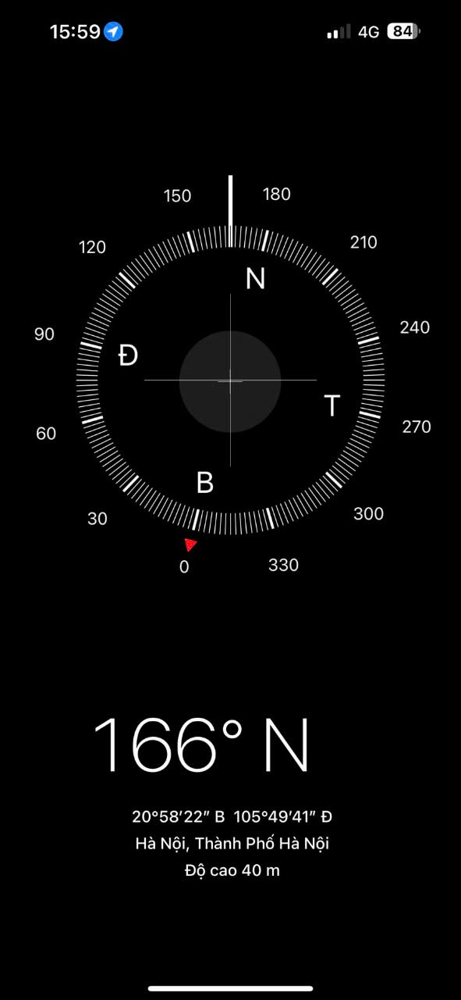 15:59 4G 84
150 180
120 210
N
90 240
Đ
T
60 270
B
30 300
0 330
166° N
20°58’22” B 105°49’41” Đ
Hà Nội, Thành Phố Hà Nội
Độ cao 40 m